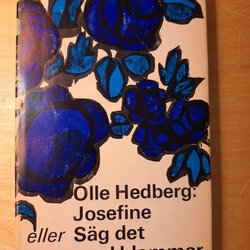 Olle Hedberg:
Josefine
eller Säg det